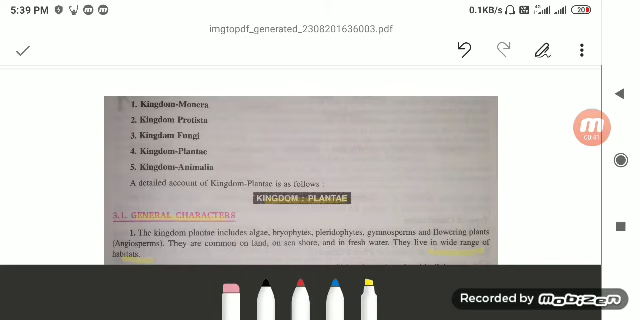 5:39 PM
0.1KB/s
20
imgtopdf_generated_2308201636003.pdf
1. Kingdom-Monera
2. Kingdom Protista
3. Kingdam Fungi
4. Kingdom-Plantae
5. Kingdom-Animalia
A detailed account of Kingdom-Plantae is as follows :
KINGDOM : PLANTAE
3.1. GENERAL CHARACTERS
1. The kingdom plantae includes algae, bryophytes, pleridophytes, gymnosperms and flowering plants
(Angiosperms). They are common on land, on sea shore, and in fresh water. They live in wide range of
habitats.
Recorded by mobizen